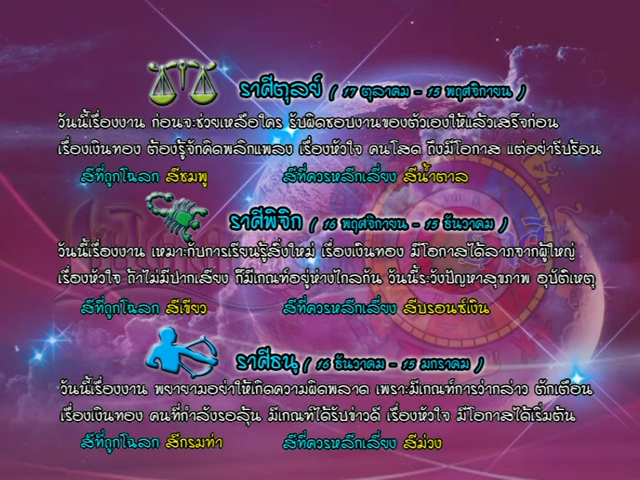 ราศีตุลย์ ( 17 ตุลาคม - 15 พฤศจิกายน )
วันนี้เรื่องงาน ก่อนจะช่วยเหลือใคร รับผิดชอบงานของตัวเองให้แล้วเสร็จก่อน
เรื่องเงินทอง ต้องรู้จักคิดพลิกแพลง เรื่องหัวใจ คนโสด ถึงมีโอกาส แต่อย่ารีบร้อน
สีที่ถูกโฉลก สีชมพู สีที่ควรหลีกเลี่ยง สีน้ำตาล
ราศีพิจิก ( 16 พฤศจิกายน - 15 ธันวาคม )
วันนี้เรื่องงาน เหมาะกับการเรียนรู้สิ่งใหม่ เรื่องเงินทอง มีโอกาสได้ลาภจากผู้ใหญ่
เรื่องหัวใจ ถ้าไม่มีปากเสียง ก็มีเกณฑ์อยู่ห่างไกลกัน วันนี้ระวังปัญหาสุขภาพ อุบัติเหตุ
สีที่ถูกโฉลก สีเขียว สีที่ควรหลีกเลี่ยง สีบรอนซ์เงิน
ราศีธนู ( 16 ธันวาคม - 15 มกราคม )
วันนี้เรื่องงาน พยายามอย่าให้เกิดความผิดพลาด เพราะมีเกณฑ์การว่ากล่าว ตักเตือน
เรื่องเงินทอง คนที่กำลังรอลุ้น มีเกณฑ์ได้รับข่าวดี เรื่องหัวใจ มีโอกาสได้เริ่มต้น
สีที่ถูกโฉลก สีกรมท่า สีที่ควรหลีกเลี่ยง สีม่วง